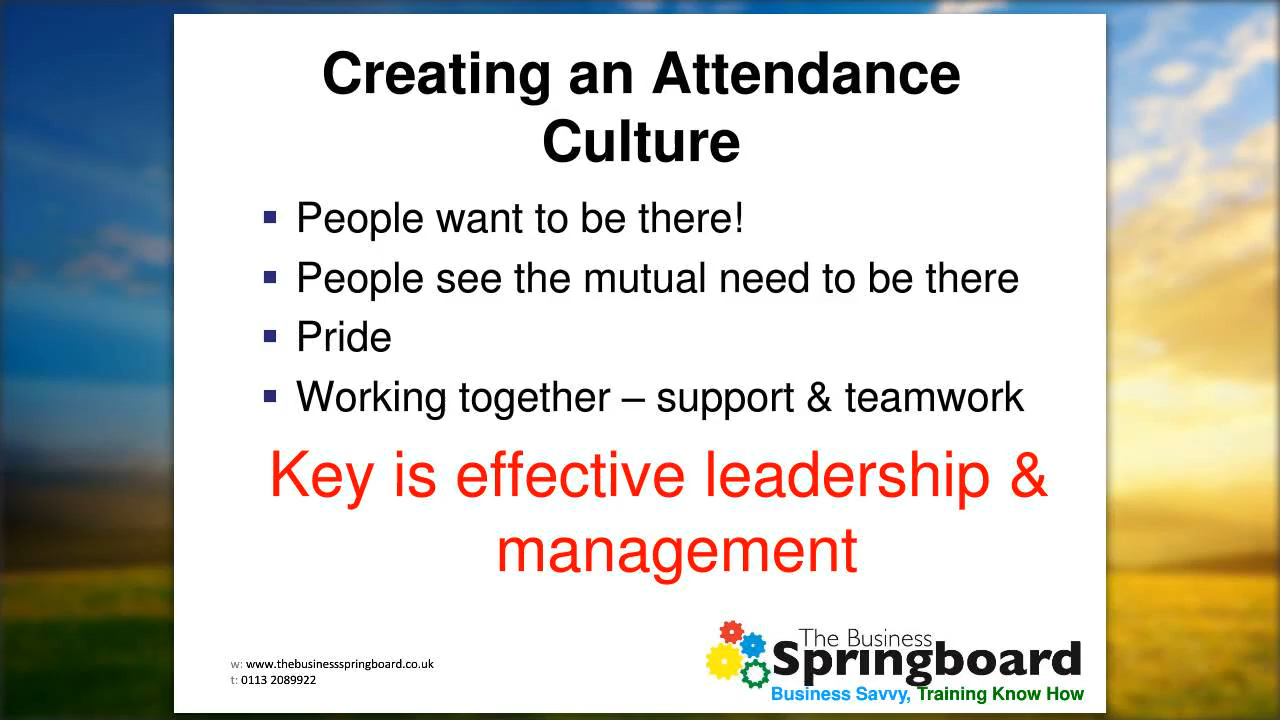 Creating an Attendance
Culture
▪ People want to be there!
▪ People see the mutual need to be there
▪ Pride
▪ Working together – support & teamwork
Key is effective leadership &
management
w: www.thebusinessspringboard.co.uk
t: 0113 2089922
The Business
Springboard
Business Savvy, Training Know How